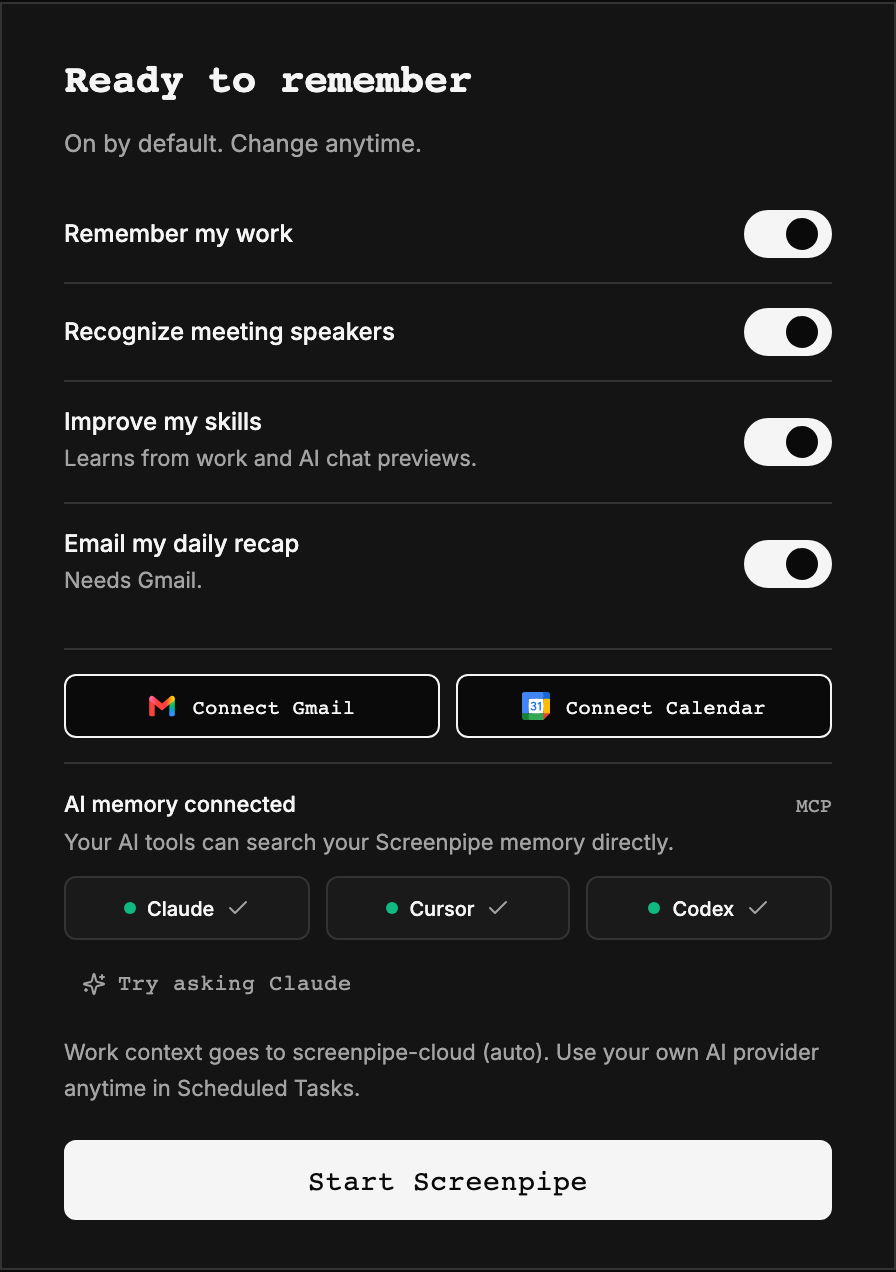 Ready to remember
On by default. Change anytime.
Remember my work
Recognize meeting speakers
Improve my skills
Learns from work and AI chat previews.
Email my daily recap
Needs Gmail.
Connect Gmail
31 Connect Calendar
AI memory connected MCP
Your AI tools can search your Screenpipe memory directly.
Claude
Cursor
Codex
Try asking Claude
Work context goes to screenpipe-cloud (auto). Use your own AI provider
anytime in Scheduled Tasks.
Start Screenpipe